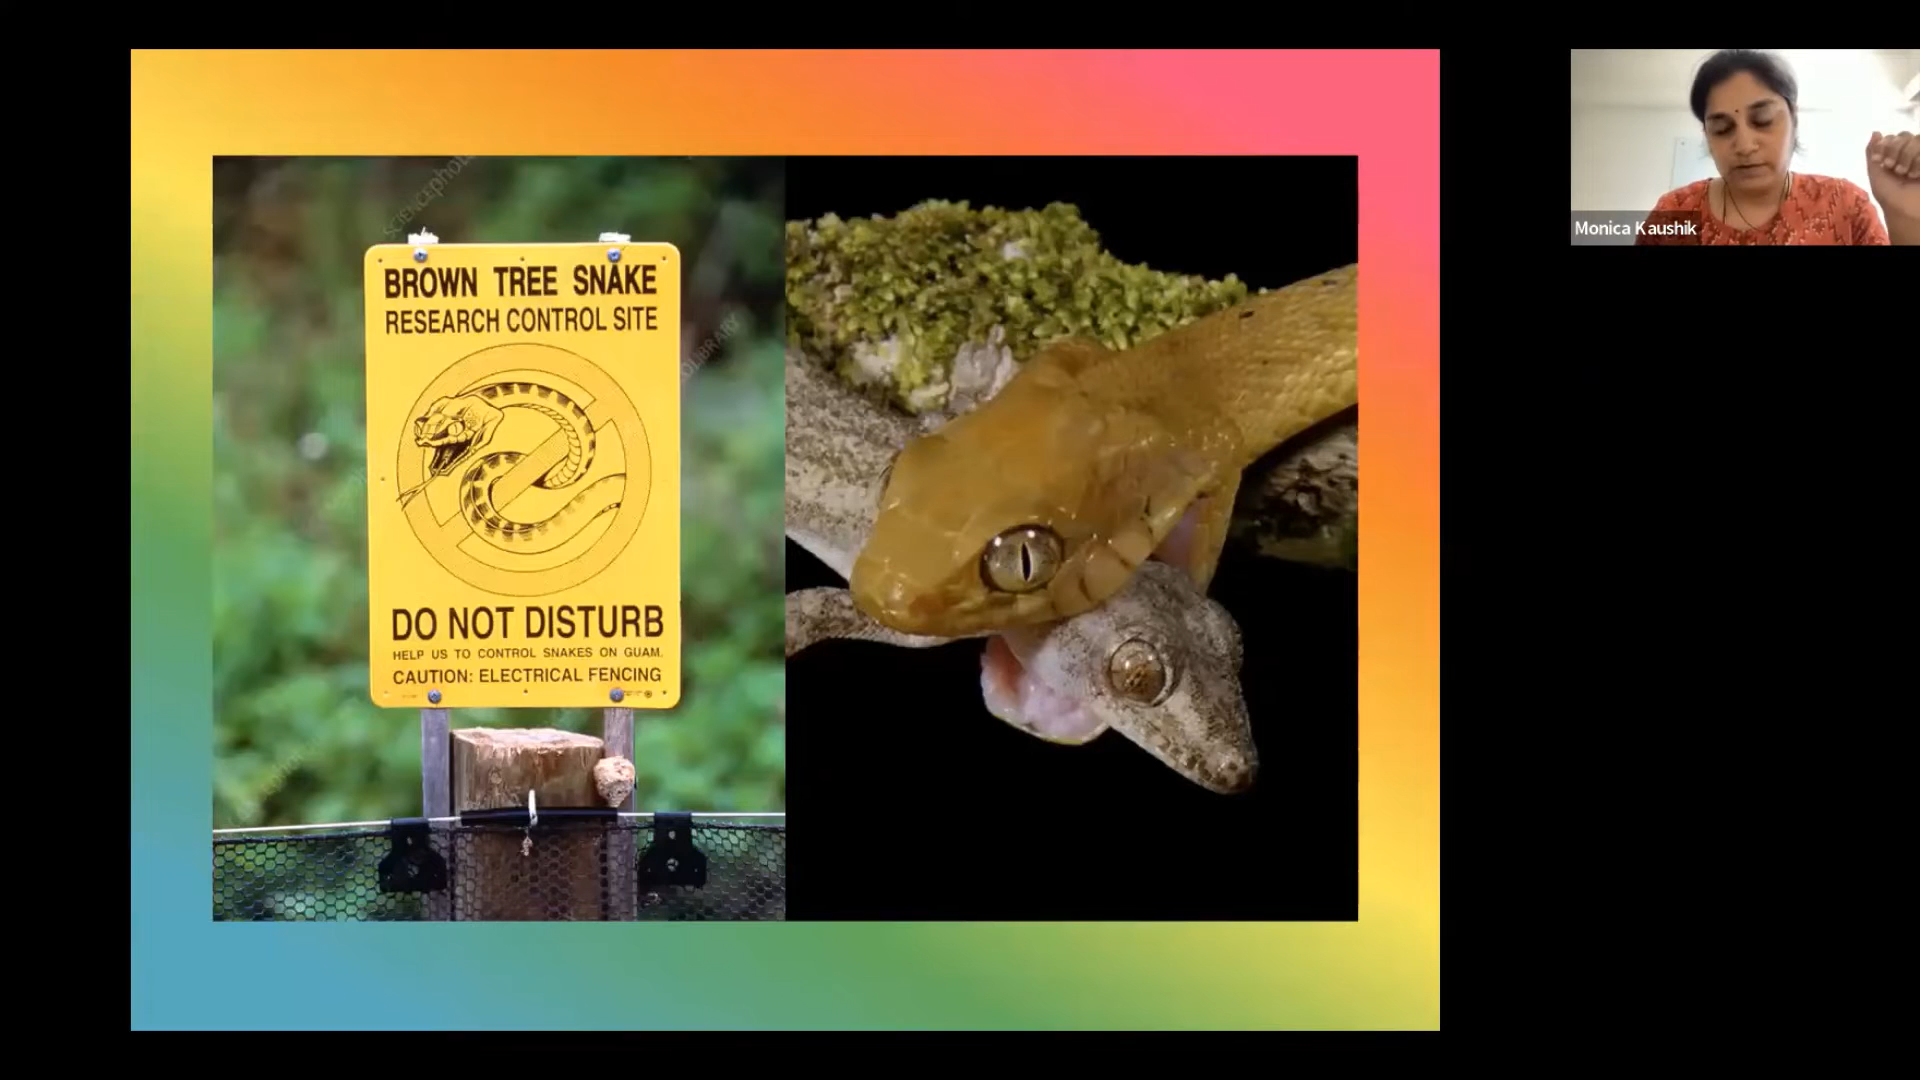 BROWN TREE SNAKE
RESEARCH CONTROL SITE
DO NOT DISTURB
HELP US TO CONTROL SNAKES ON GUAM.
CAUTION: ELECTRICAL FENCING
Monica Kaushik